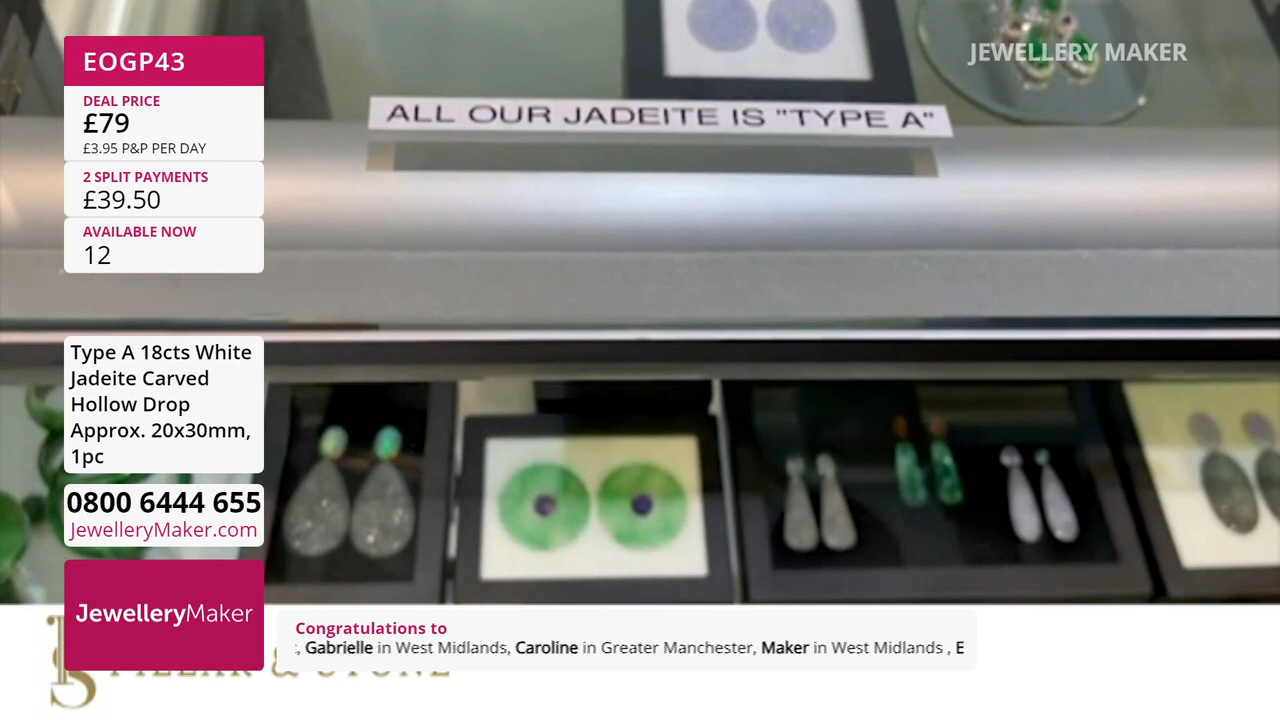 EOGP43
DEAL PRICE
£79
£3.95 P&P PER DAY
2 SPLIT PAYMENTS
£39.50
AVAILABLE NOW
12
Type A 18cts White
Jadeite Carved
Hollow Drop
Approx. 20x30mm,
1pc
0800 6444 655
JewelleryMaker.com
JewelleryMaker
JEWELLERY MAKER
ALL OUR JADEITE IS "TYPE A"
Congratulations to
, Gabrielle in West Midlands, Caroline in Greater Manchester, Maker in West Midlands , E
& STONE